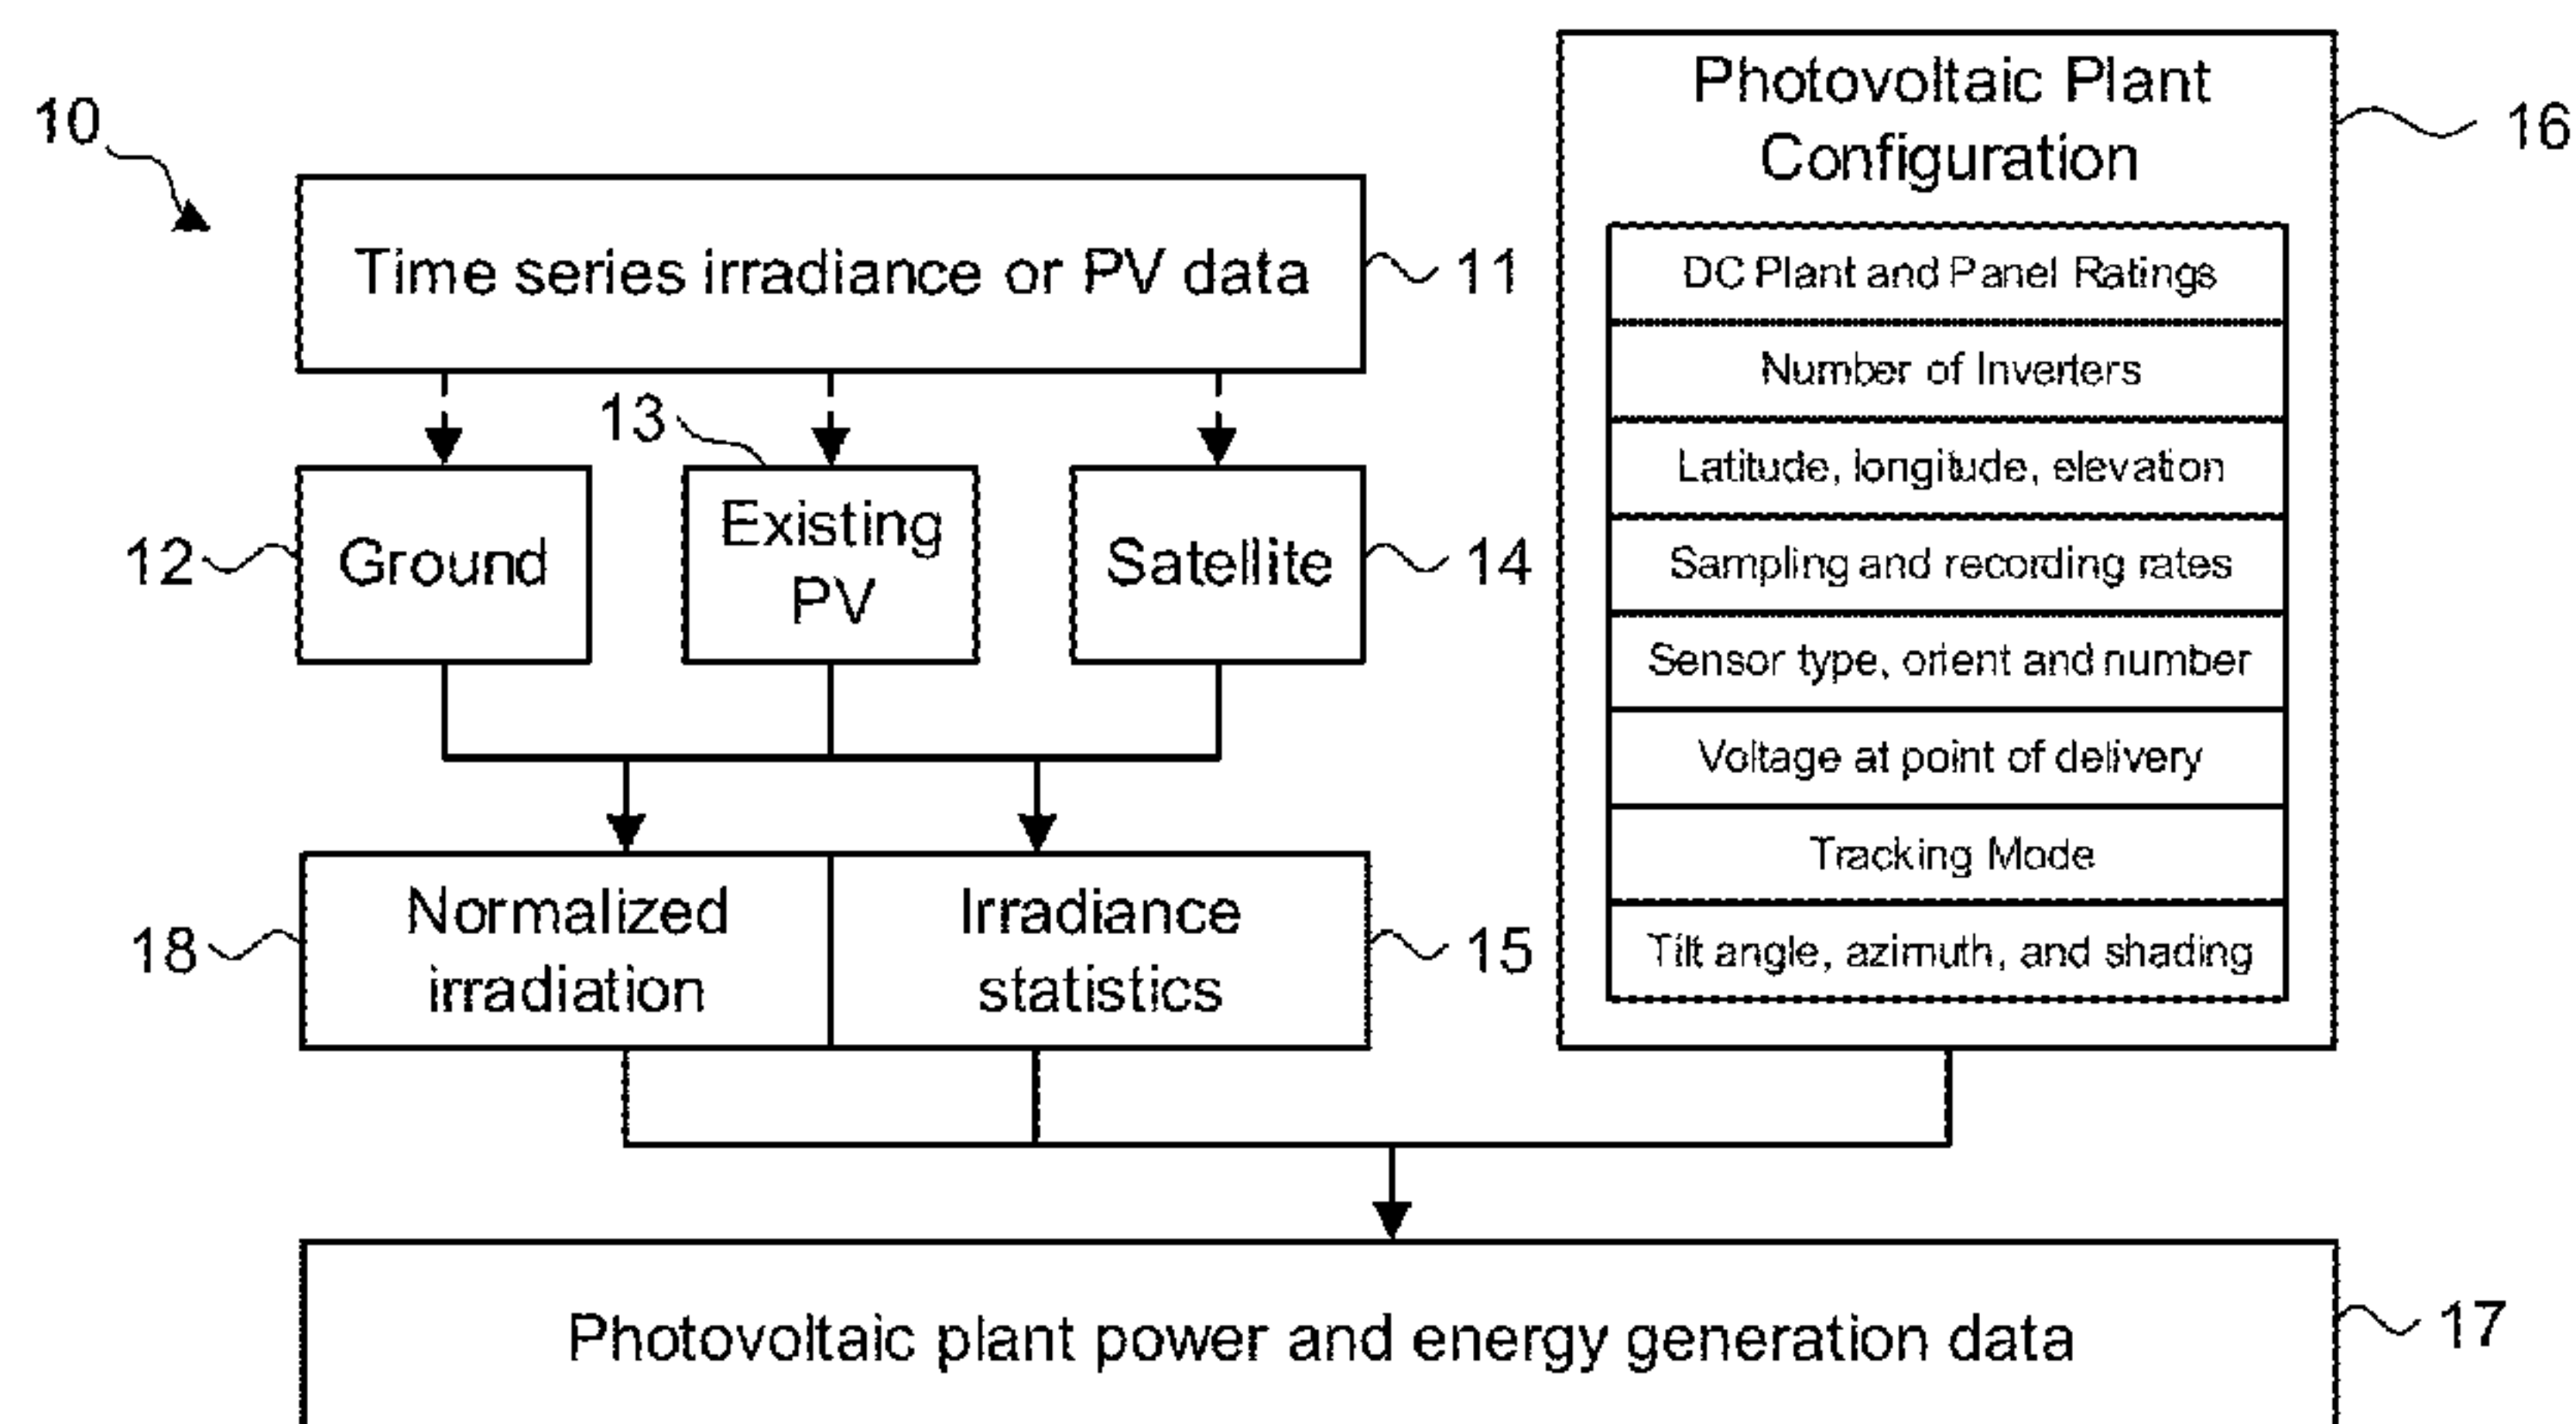 10
Time series irradiance or PV data
11
13
12
Ground
Existing
PV
Satellite
14
18
Normalized
irradiation
Irradiance
statistics
15
Photovoltaic Plant
Configuration
16
DC Plant and Panel Ratings
Number of Inverters
Latitude, longitude, elevation
Sampling and recording rates
Sensor type, orient and number
Voltage at point of delivery
Tracking Mode
Tilt angle, azimuth, and shading
Photovoltaic plant power and energy generation data
17